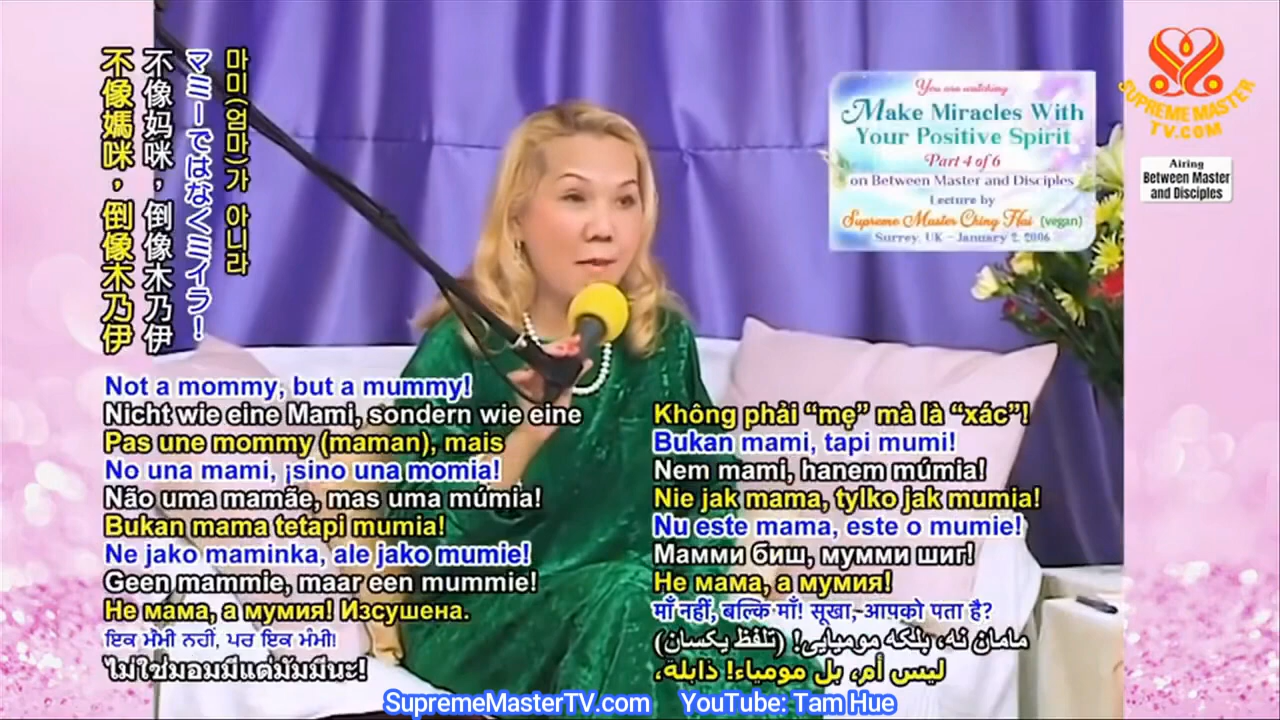 마미(엄마)가 아니라
マミーではなくミイラ!
不像妈咪，倒像木乃伊
不像媽咪，倒像木乃伊
You are watching
Make Miracles With
Your Positive Spirit
Part 4 of 6
on Between Master and Disciples
Lecture by
Supreme Master Ching Hai (vegan)
Surrey, UK - January 2, 2006
SUPREME MASTER
TV.COM
Airing
Between Master
and Disciples
Not a mommy, but a mummy!
Nicht wie eine Mami, sondern wie eine
Pas une mommy (maman), mais
No una mami, ¡sino una momia!
Não uma mamãe, mas uma múmia!
Bukan mama tetapi mumia!
Ne jako maminka, ale jako mumie!
Geen mammie, maar een mummie!
Не мама, а мумия! Изсушена.
ਇਕ ਮੰਮੀ ਨਹੀਂ, ਪਰ ਇਕ ਮੰਮੀ!
ไม่ใช่มอมมี่แต่มัมมี่นะ!
Không phải “mẹ” mà là “xác”!
Bukan mami, tapi mumi!
Nem mami, hanem múmia!
Nie jak mama, tylko jak mumia!
Nu este mama, este o mumie!
Мамми биш, мумми шиг!
Не мама, а мумия!
माँ नहीं, बल्कि माँ! सूखा, आपको पता है?
مامان نه، بلکه مومیایی! (تلفظ یکسان)
ليس أم، بل مومياء! ذابلة،
SupremeMasterTV.com YouTube: Tam Hue